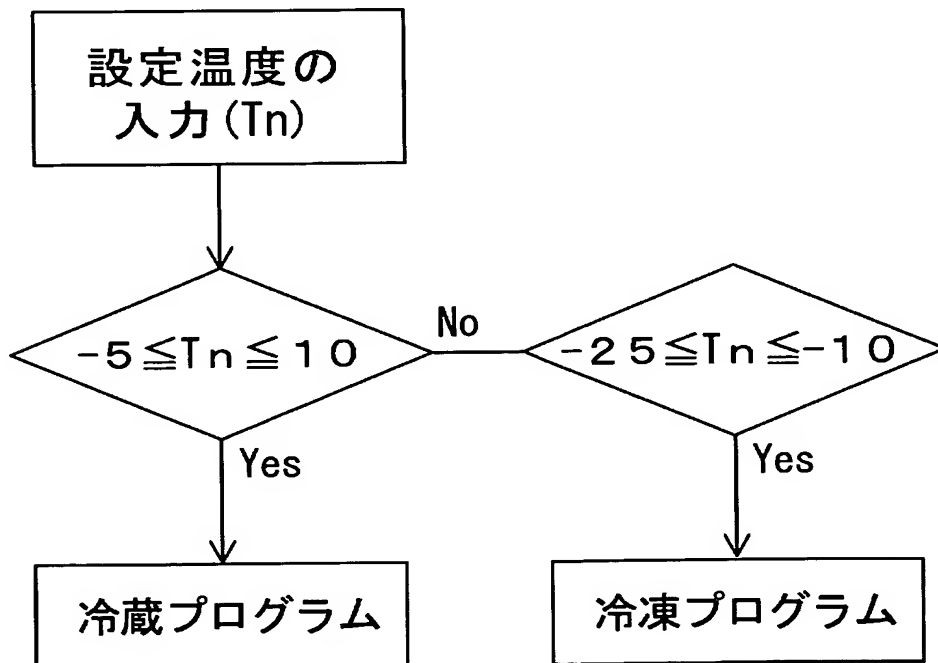 設定温度の
入力(Tn)
-5≦Tn≦10
No
-25≦Tn≦-10
Yes
Yes
冷蔵プログラム
冷凍プログラム